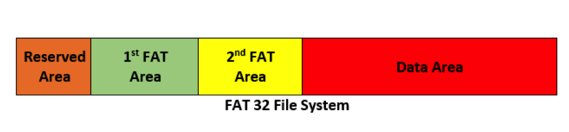 Reserved
Area
1st FAT
Area
2nd FAT
Area
Data Area
FAT 32 File System